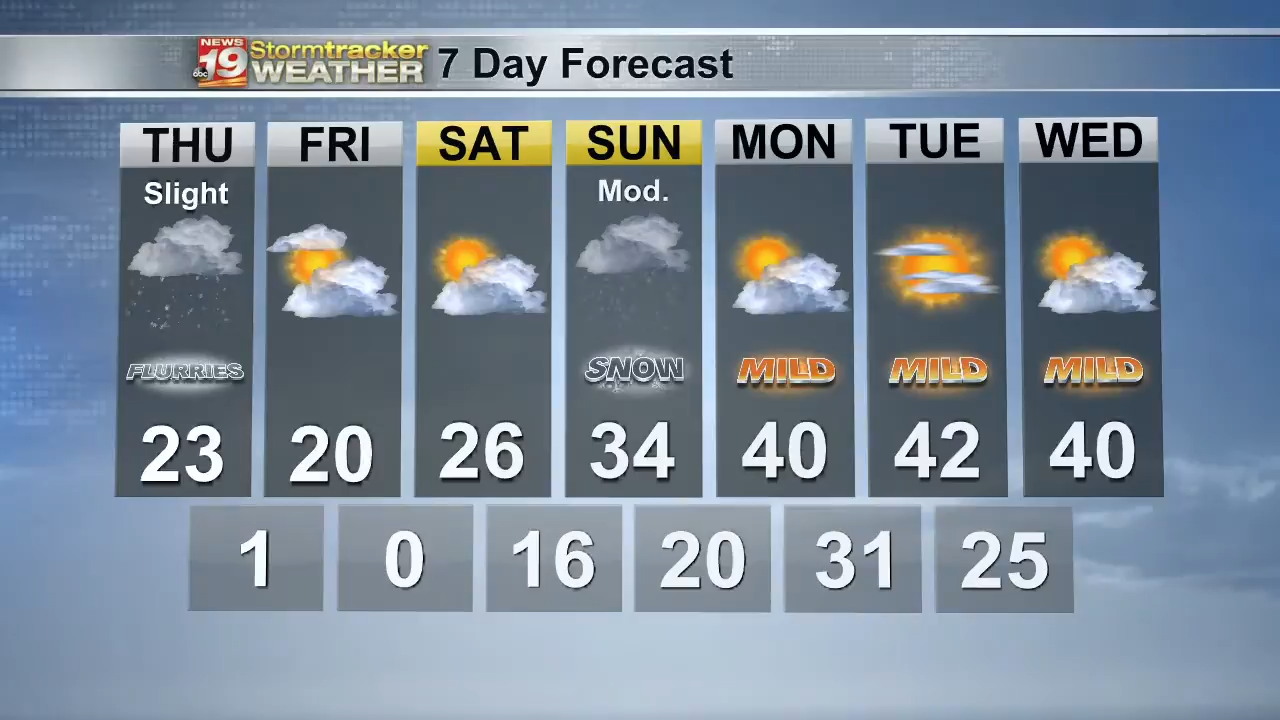 NEWS
abc 19
Stormtracker
WEATHER
7 Day Forecast
THU FRI SAT SUN MON TUE WED
Slight Mod.
FLURRIES SNOW MILD MILD MILD
23 20 26 34 40 42 40
1 0 16 20 31 25